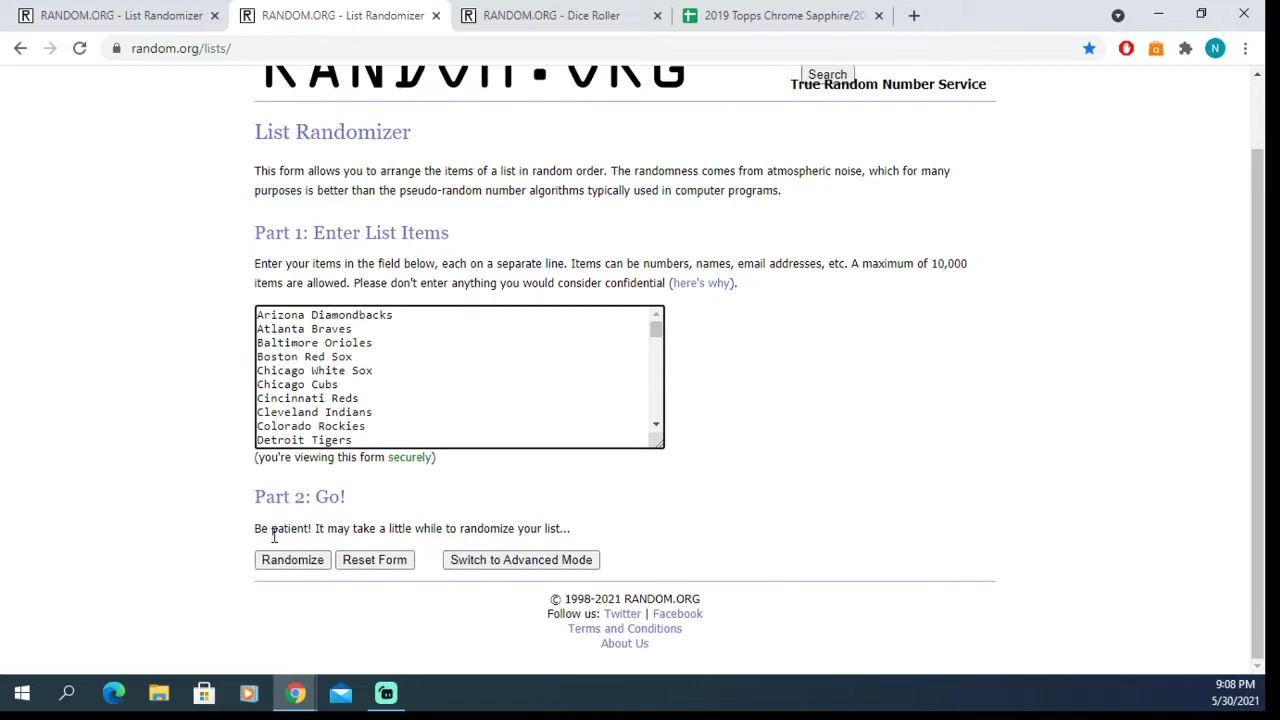 RANDOM.ORG - List Randomizer
RANDOM.ORG - List Randomizer
RANDOM.ORG - Dice Roller
2019 Topps Chrome Sapphire/20
random.org/lists/
N
RANDOM.ORG
Search
True Random Number Service
List Randomizer
This form allows you to arrange the items of a list in random order. The randomness comes from atmospheric noise, which for many
purposes is better than the pseudo-random number algorithms typically used in computer programs.
Part 1: Enter List Items
Enter your items in the field below, each on a separate line. Items can be numbers, names, email addresses, etc. A maximum of 10,000
items are allowed. Please don't enter anything you would consider confidential (here's why).
Arizona Diamondbacks
Atlanta Braves
Baltimore Orioles
Boston Red Sox
Chicago White Sox
Chicago Cubs
Cincinnati Reds
Cleveland Indians
Colorado Rockies
Detroit Tigers
(you're viewing this form securely)
Part 2: Go!
Be patient! It may take a little while to randomize your list...
Randomize Reset Form Switch to Advanced Mode
© 1998-2021 RANDOM.ORG
Follow us: Twitter | Facebook
Terms and Conditions
About Us
9:08 PM
5/30/2021